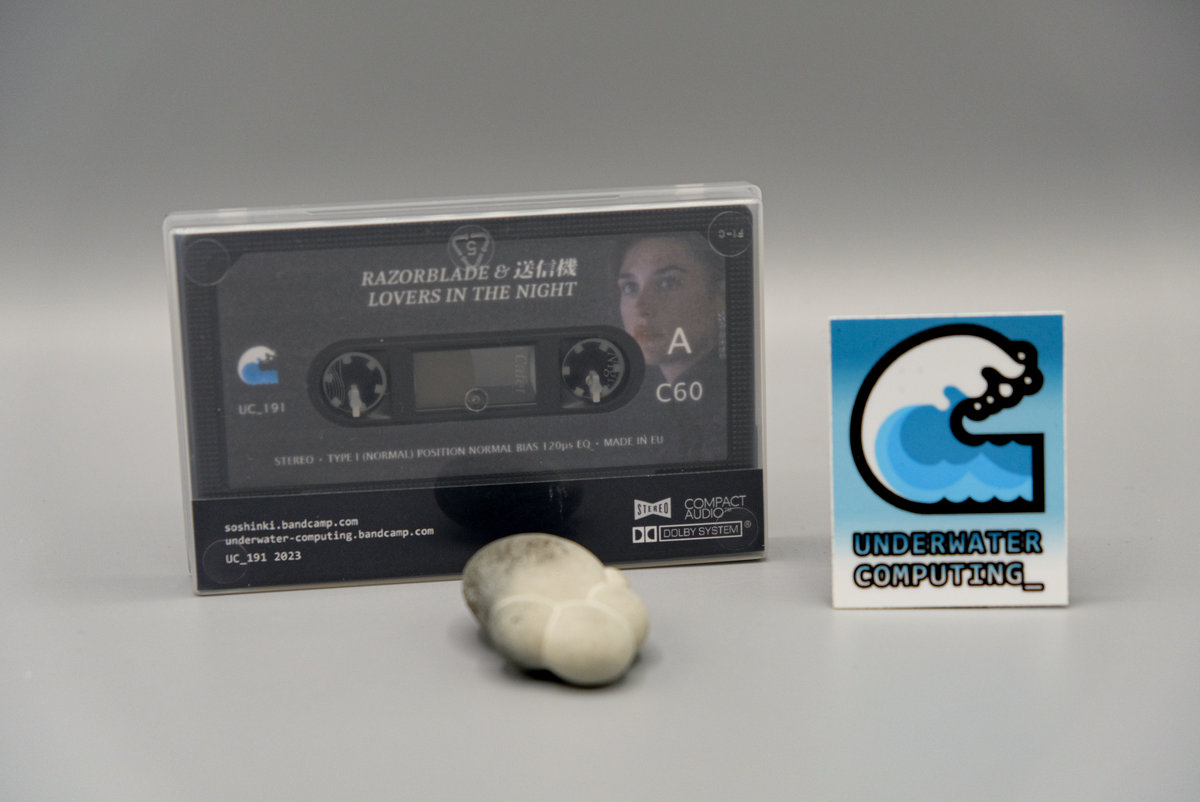 RAZORBLADE & 送信機
LOVERS IN THE NIGHT
A
C60
UC_191
STEREO • TYPE I (NORMAL) POSITION NORMAL BIAS 120µs EQ • MADE IN EU
soshinki.bandcamp.com
underwater-computing.bandcamp.com
UC_191 2023
STEREO
COMPACT
AUDIO
DOLBY SYSTEM ®
5
UNDERWATER
COMPUTING_